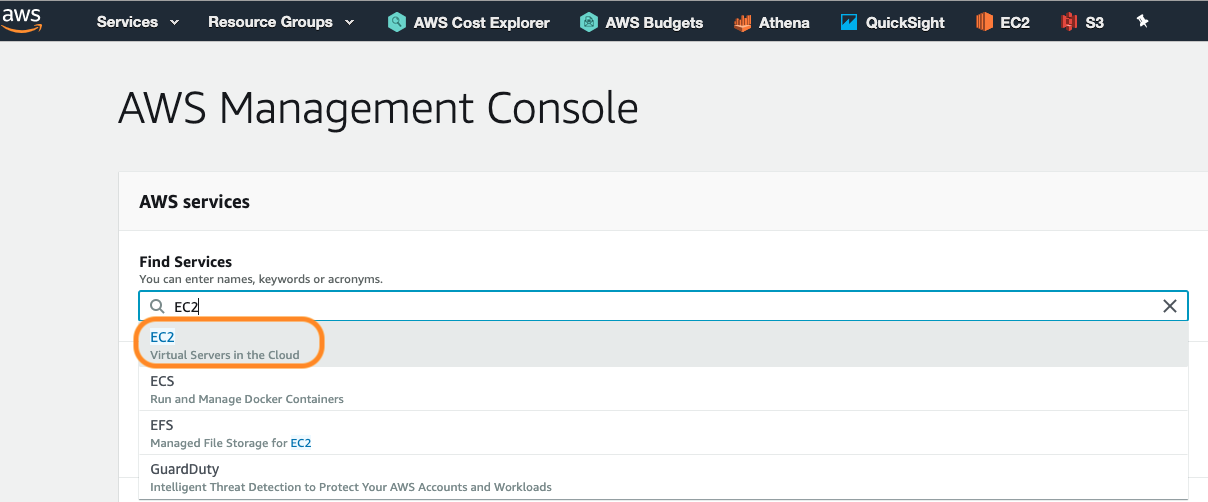 aws Services Resource Groups AWS Cost Explorer AWS Budgets Athena QuickSight EC2 S3
AWS Management Console
AWS services
Find Services
You can enter names, keywords or acronyms.
EC2
EC2
Virtual Servers in the Cloud
ECS
Run and Manage Docker Containers
EFS
Managed File Storage for EC2
GuardDuty
Intelligent Threat Detection to Protect Your AWS Accounts and Workloads